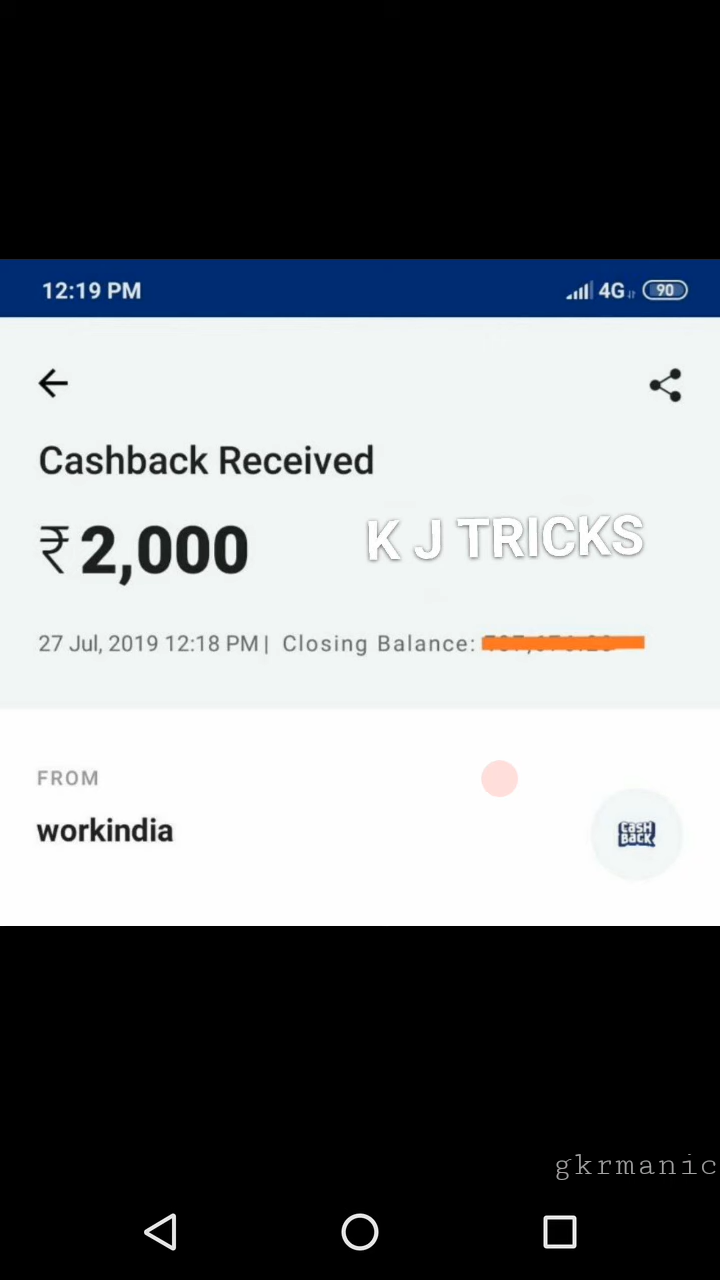 12:19 PM
4G
90
Cashback Received
₹2,000
K J TRICKS
27 Jul, 2019 12:18 PM | Closing Balance:
FROM
workindia
CASH
BACK
gkrmanic